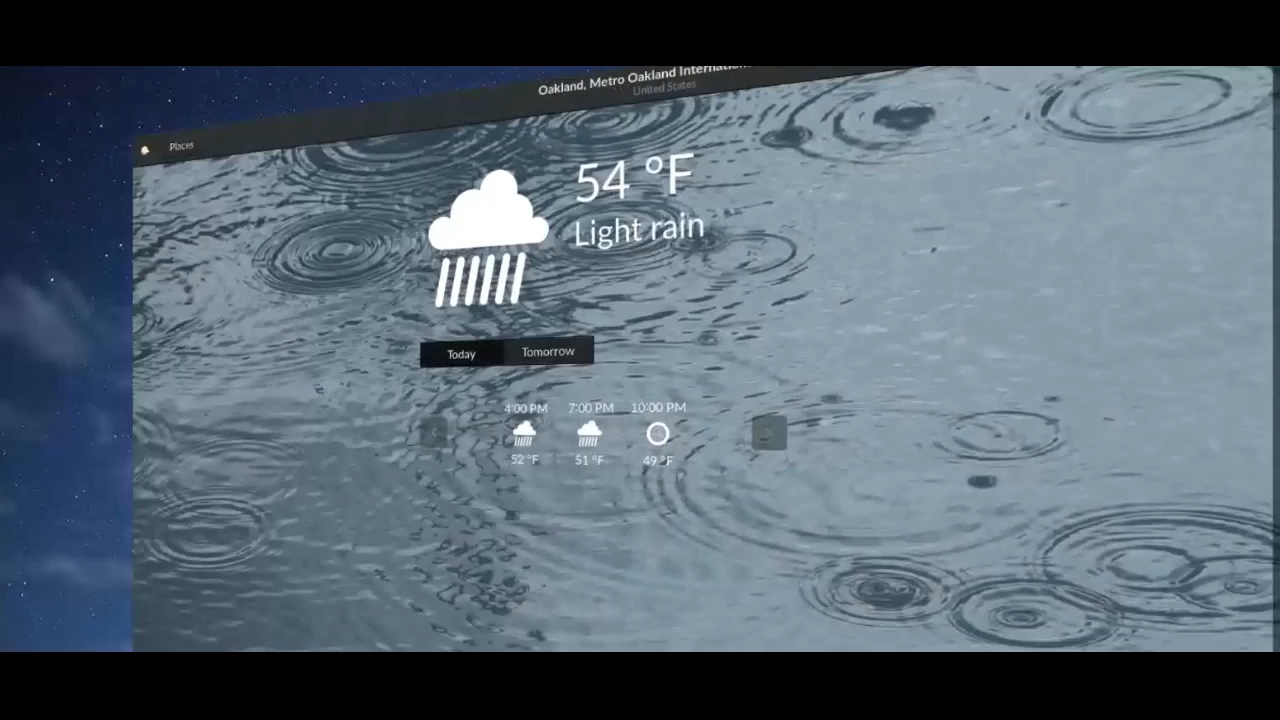 Oakland, Metro Oakland
United States
Places
54 °F
Light rain
Today Tomorrow
4:00 PM 7:00 PM 10:00 PM
52 °F 51 °F 49 °F